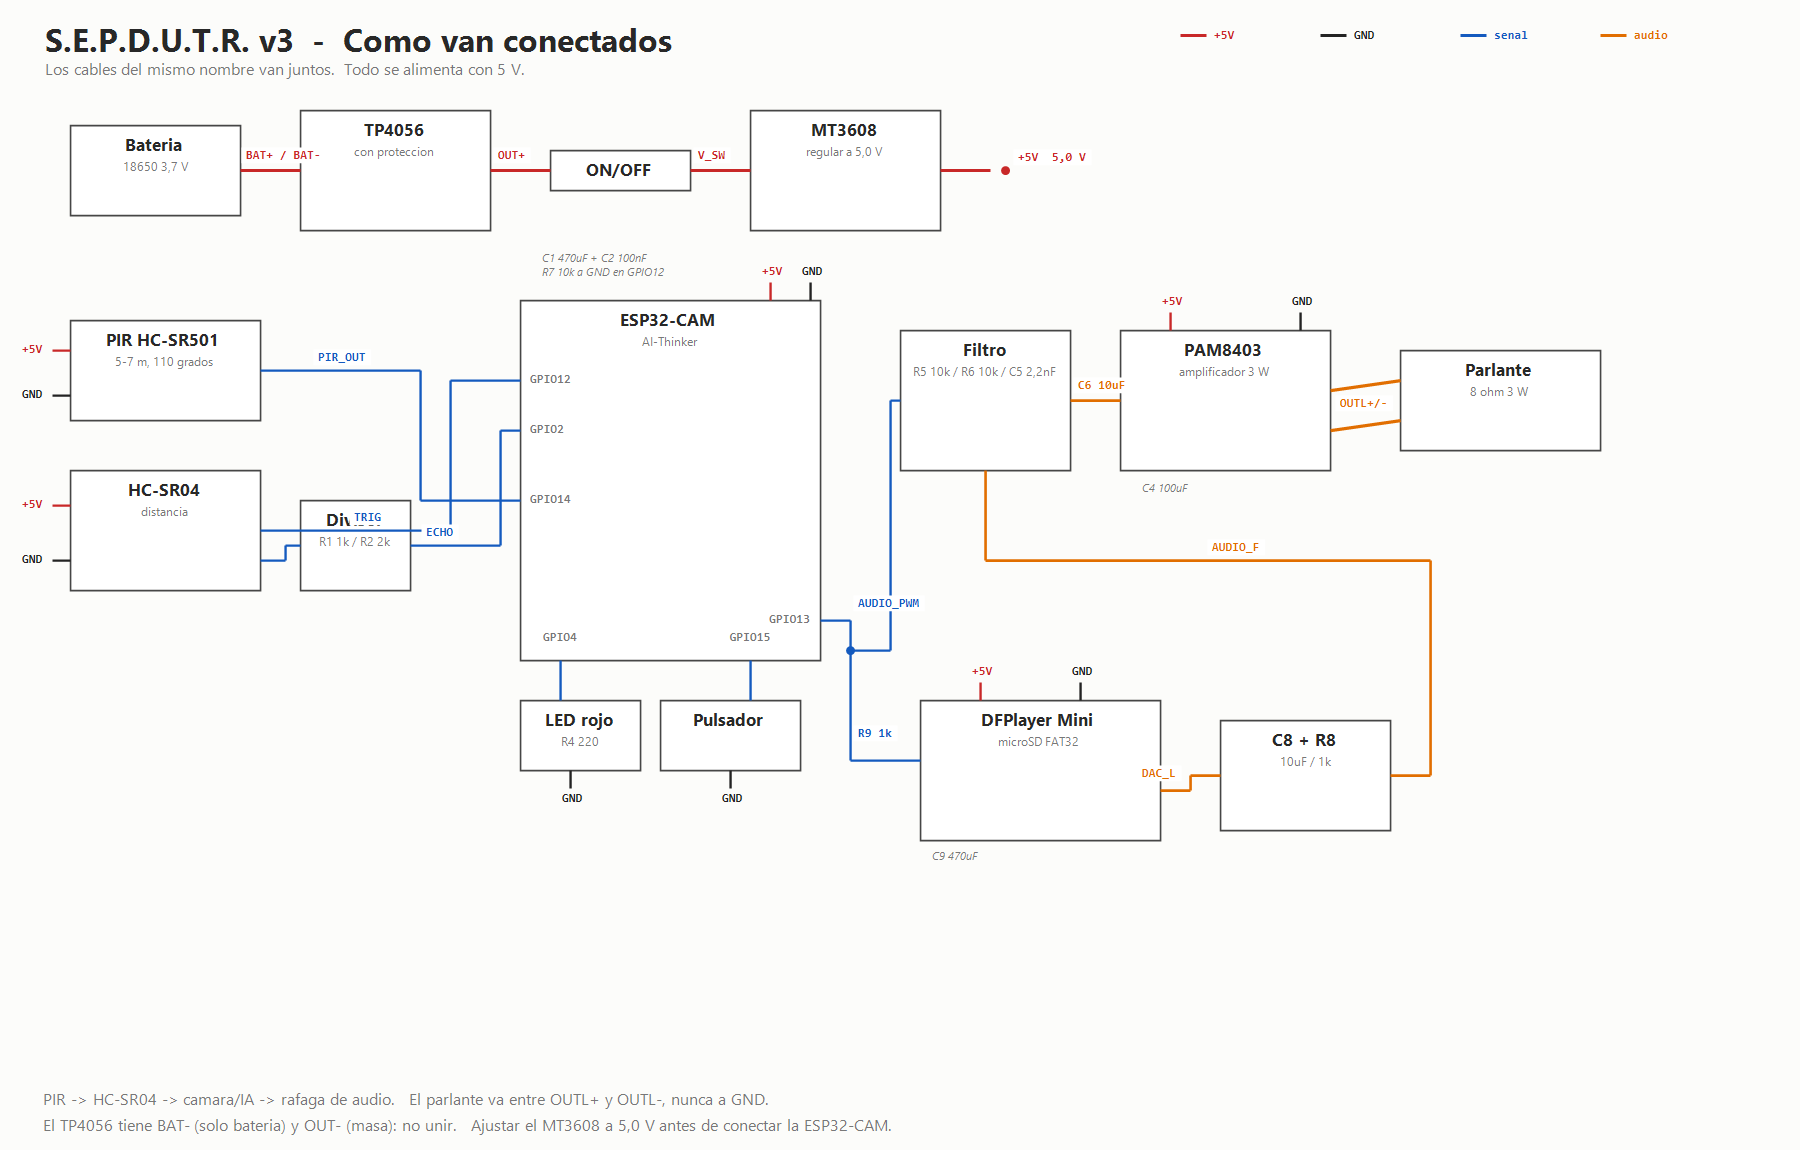 S.E.P.D.U.T.R. v3 - Como van conectados
Los cables del mismo nombre van juntos. Todo se alimenta con 5 V.
+5V
GND
senal
audio
Bateria
18650 3,7 V
BAT+ / BAT-
TP4056
con proteccion
OUT+
ON/OFF
V_SW
MT3608
regular a 5,0 V
+5V 5,0 V
C1 470uF + C2 100nF
R7 10k a GND en GPIO12
+5V
GND
ESP32-CAM
AI-Thinker
GPIO12
GPIO2
GPIO14
GPIO13
GPIO4
GPIO15
PIR HC-SR501
5-7 m, 110 grados
+5V
GND
PIR_OUT
HC-SR04
distancia
+5V
GND
TRIG
R1 1k / R2 2k
ECHO
Filtro
R5 10k / R6 10k / C5 2,2nF
C6 10uF
+5V
GND
PAM8403
amplificador 3 W
C4 100uF
OUTL+/-
Parlante
8 ohm 3 W
AUDIO_F
AUDIO_PWM
R9 1k
LED rojo
R4 220
GND
Pulsador
GND
+5V
GND
DFPlayer Mini
microSD FAT32
DAC_L
C9 470uF
C8 + R8
10uF / 1k
PIR -> HC-SR04 -> camara/IA -> rafaga de audio. El parlante va entre OUTL+ y OUTL-, nunca a GND.
El TP4056 tiene BAT- (solo bateria) y OUT- (masa): no unir. Ajustar el MT3608 a 5,0 V antes de conectar la ESP32-CAM.